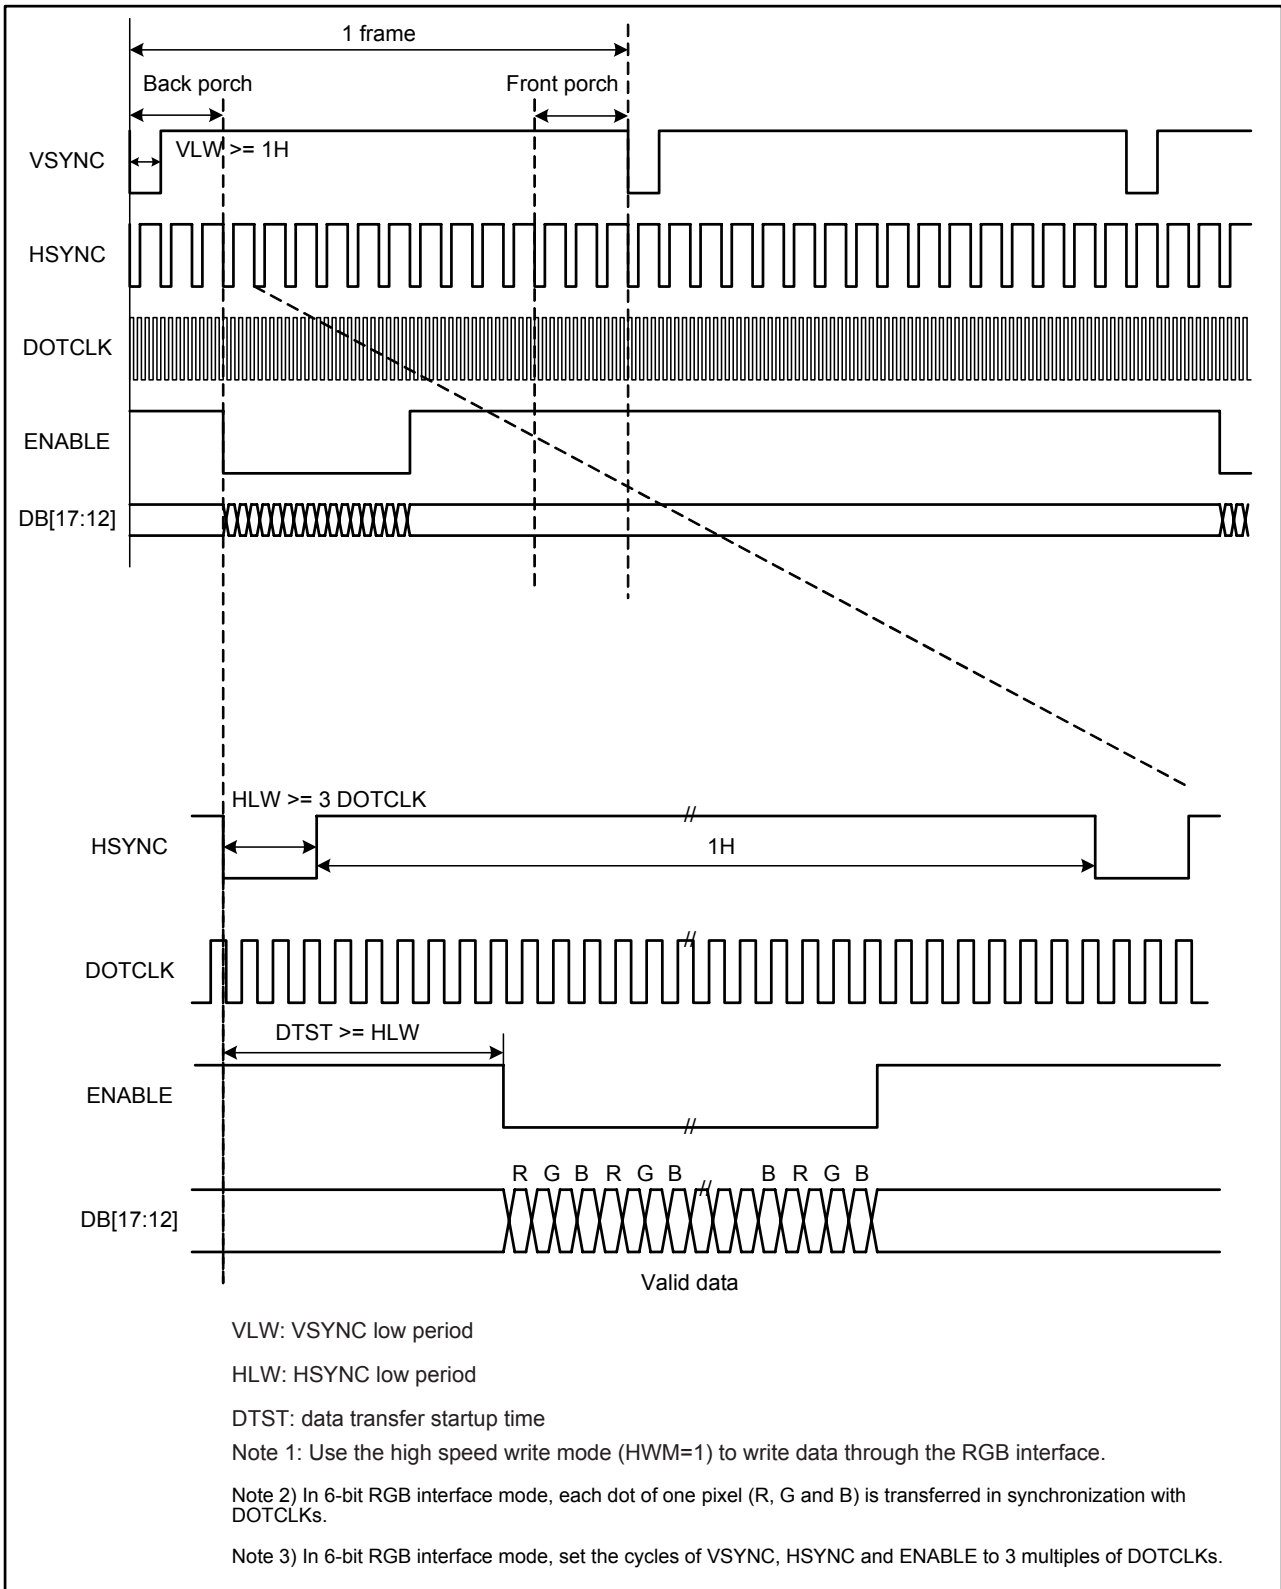 1 frame
Back porch
Front porch
VLW >= 1H
VSYNC
HSYNC
DOTCLK
ENABLE
DB[17:12]
HLW >= 3 DOTCLK
HSYNC
1H
//
DOTCLK
//
DTST >= HLW
ENABLE
//
R G B R G B // B R G B
DB[17:12]
Valid data
VLW: VSYNC low period
HLW: HSYNC low period
DTST: data transfer startup time
Note 1: Use the high speed write mode (HWM=1) to write data through the RGB interface.
Note 2) In 6-bit RGB interface mode, each dot of one pixel (R, G and B) is transferred in synchronization with
DOTCLKs.
Note 3) In 6-bit RGB interface mode, set the cycles of VSYNC, HSYNC and ENABLE to 3 multiples of DOTCLKs.